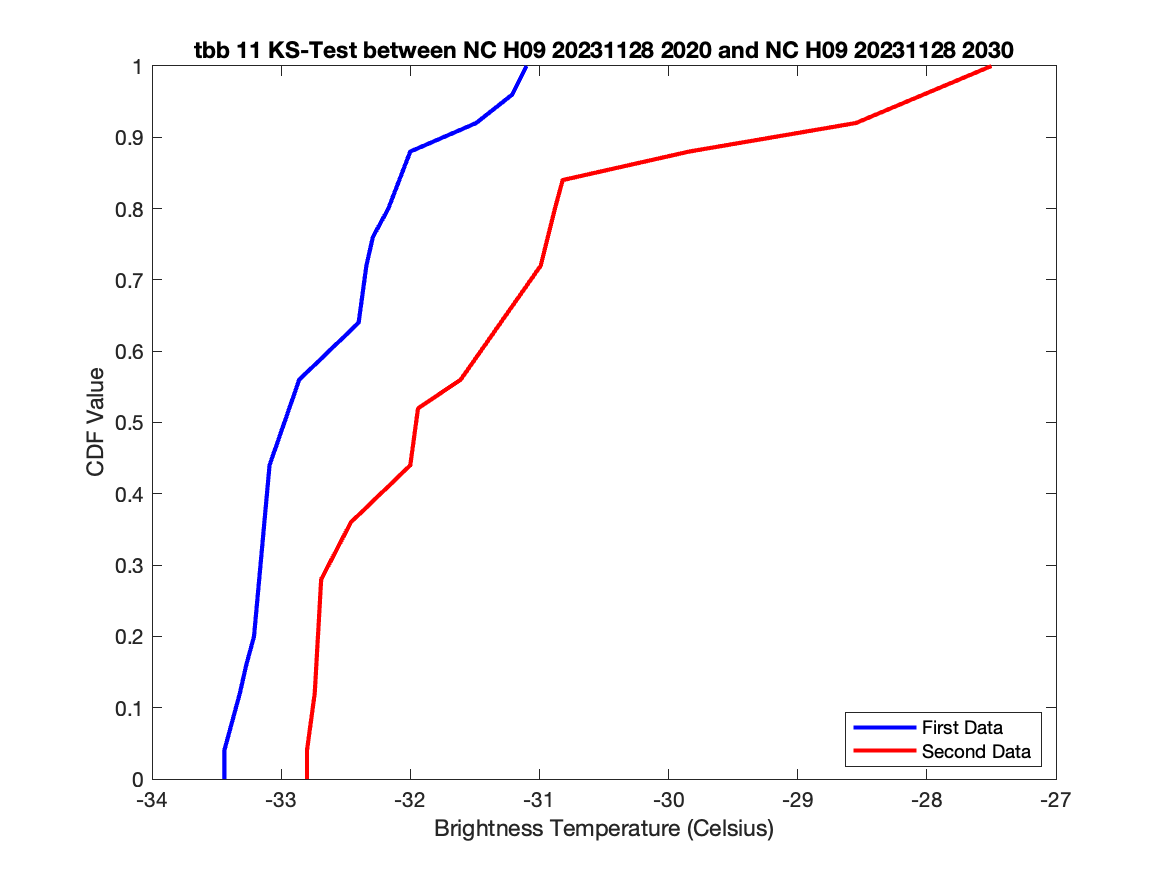 tbb 11 KS-Test between NC H09 20231128 2020 and NC H09 20231128 2030
1
0.9
0.8
0.7
0.6
0.5
0.4
0.3
0.2
0.1
0
CDF Value
First Data
Second Data
-34 -33 -32 -31 -30 -29 -28 -27
Brightness Temperature (Celsius)